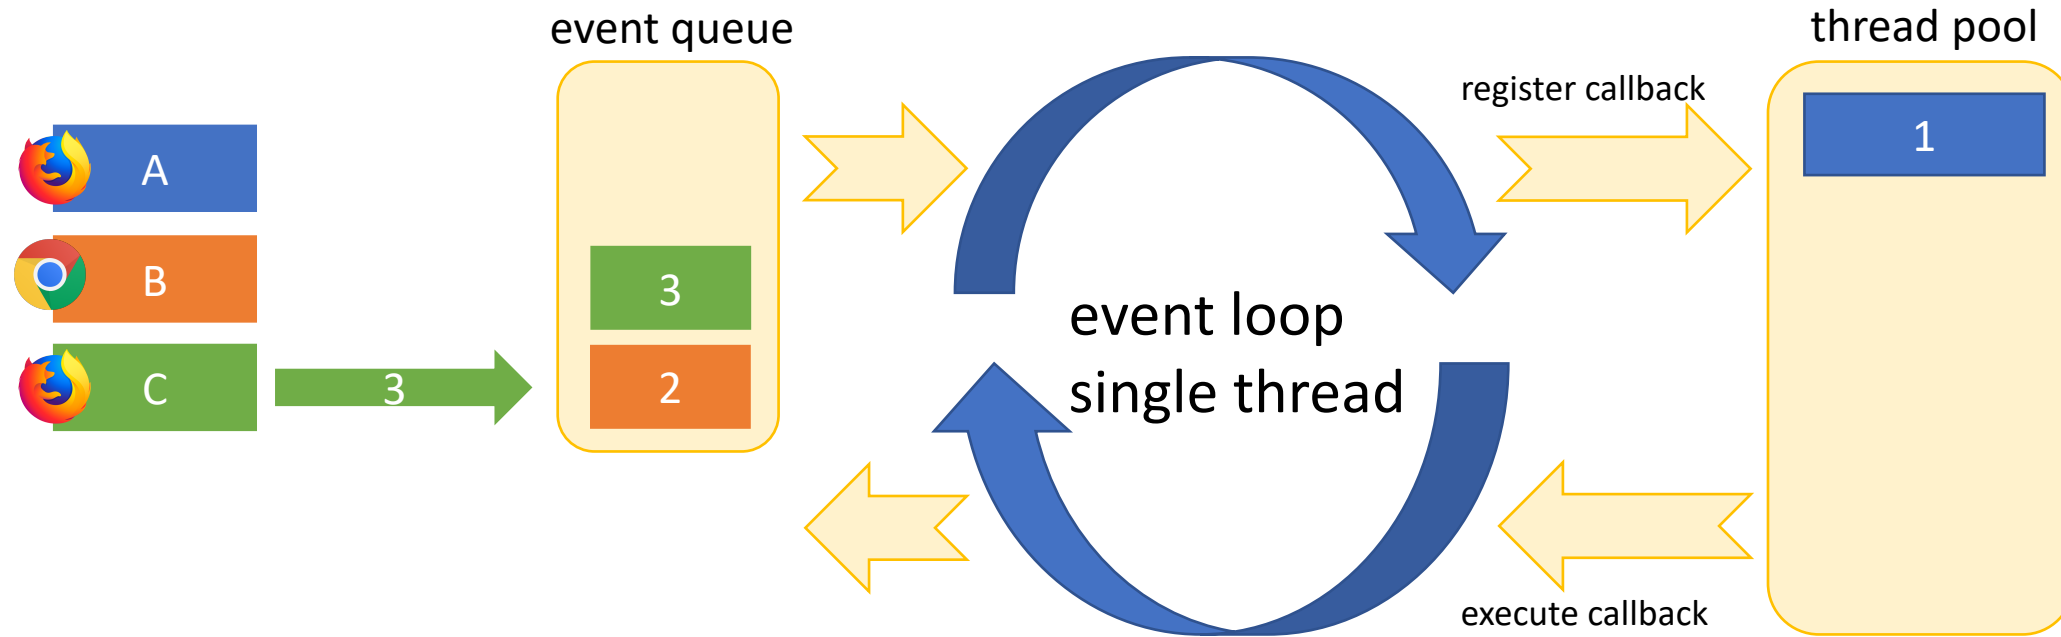 event queue
thread pool
register callback
A
1
B
3
event loop
C
3
2
single thread
execute callback